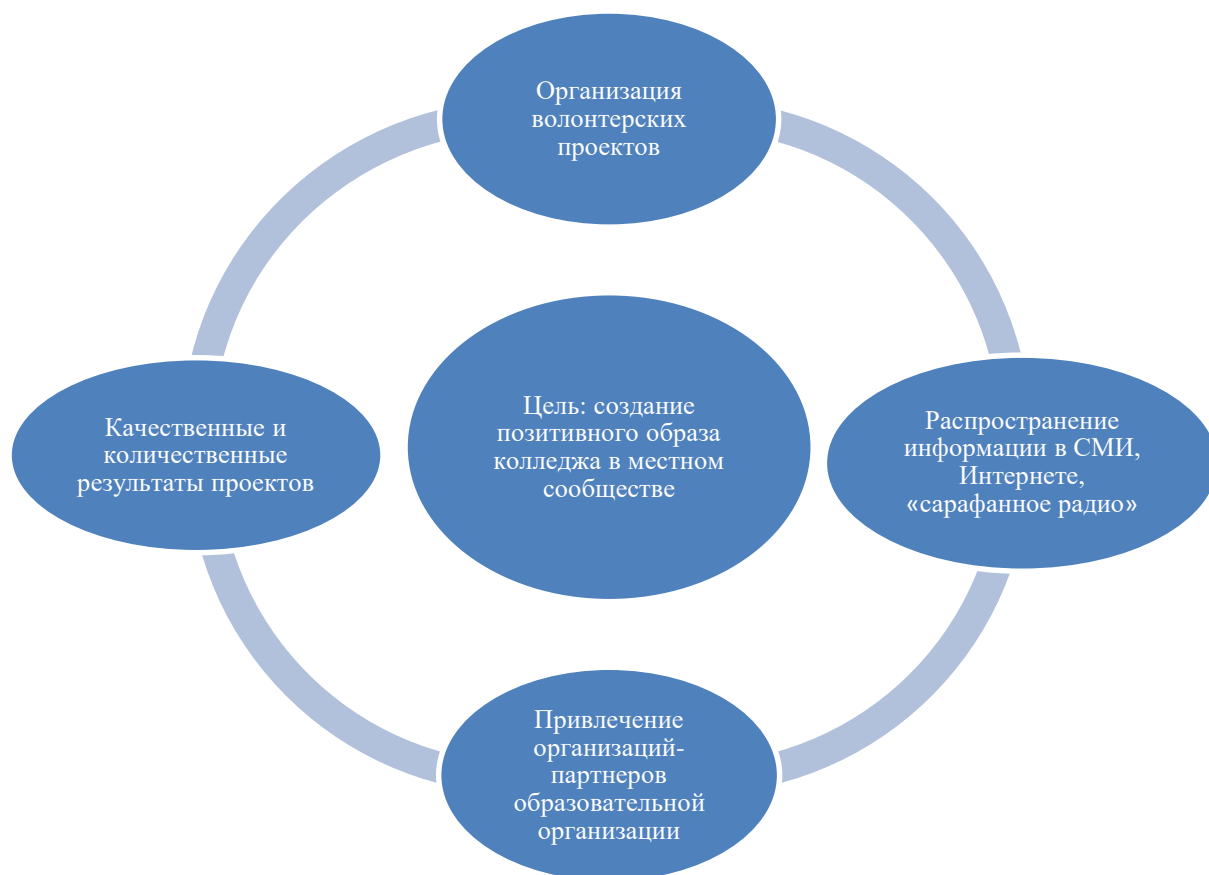 Организация
волонтерских
проектов
Качественные и
количественные
результаты проектов
Цель: создание
позитивного образа
колледжа в местном
сообществе
Распространение
информации в СМИ,
Интернете,
«сарафанное радио»
Привлечение
организаций-
партнеров
образовательной
организации